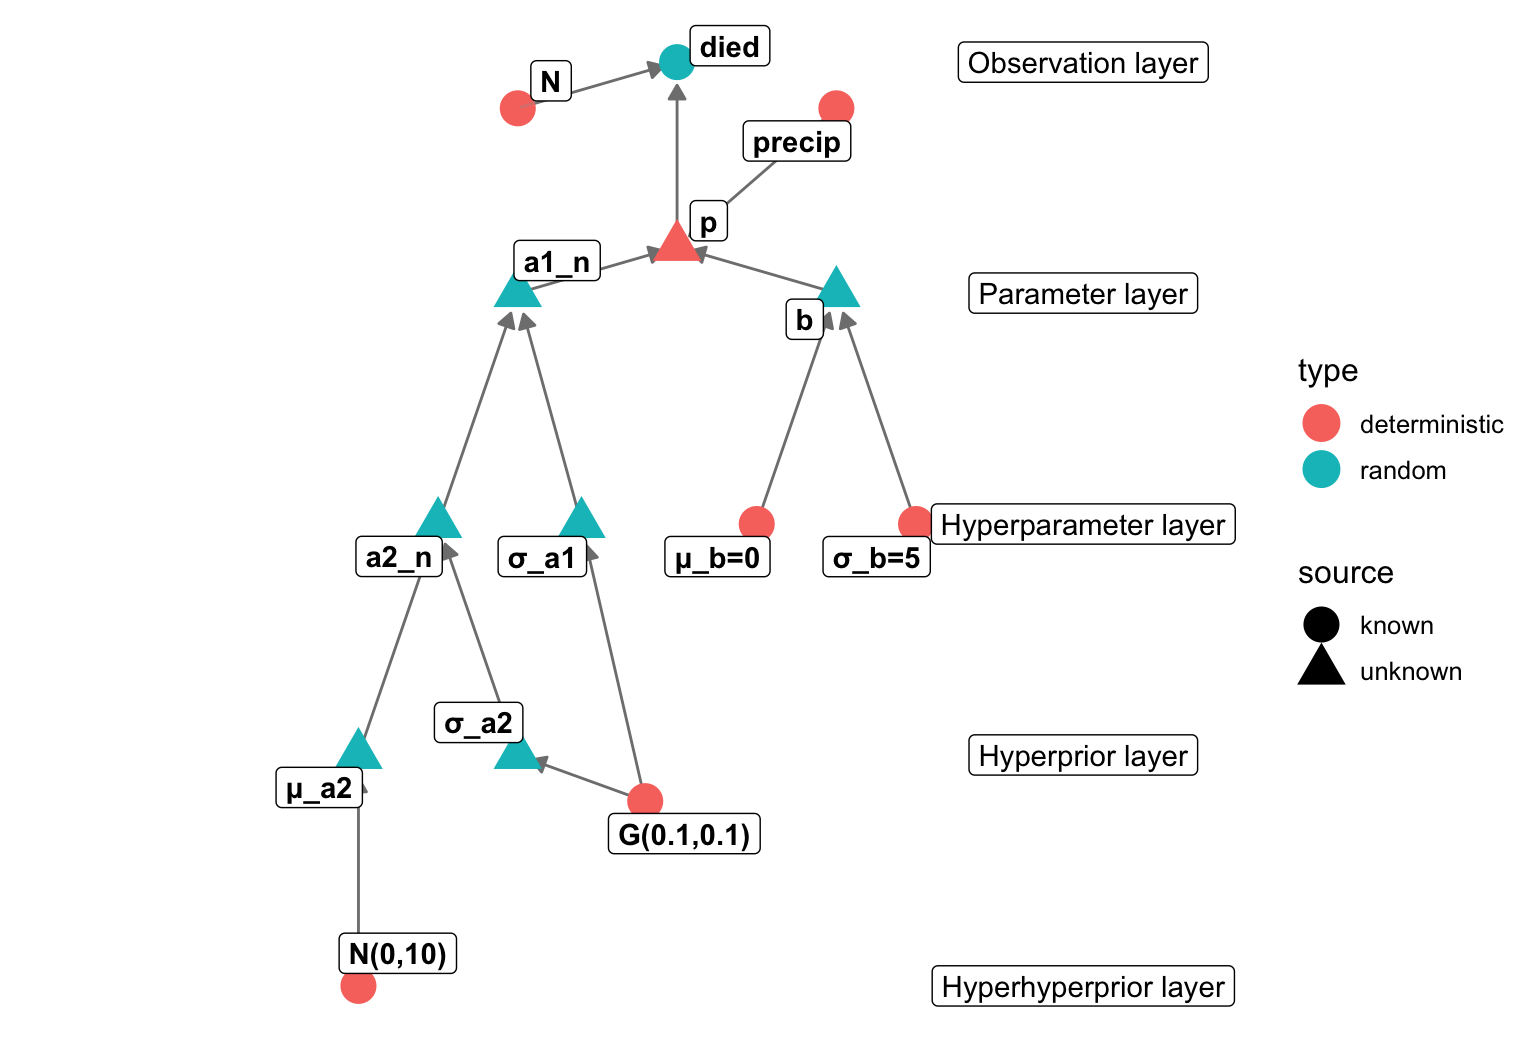 died
Observation layer
N
precip
p
a1_n
Parameter layer
b
type
deterministic
random
a2_n
σ_a1
μ_b=0
σ_b=5
Hyperparameter layer
source
known
unknown
σ_a2
μ_a2
Hyperprior layer
G(0.1,0.1)
N(0,10)
Hyperhyperprior layer